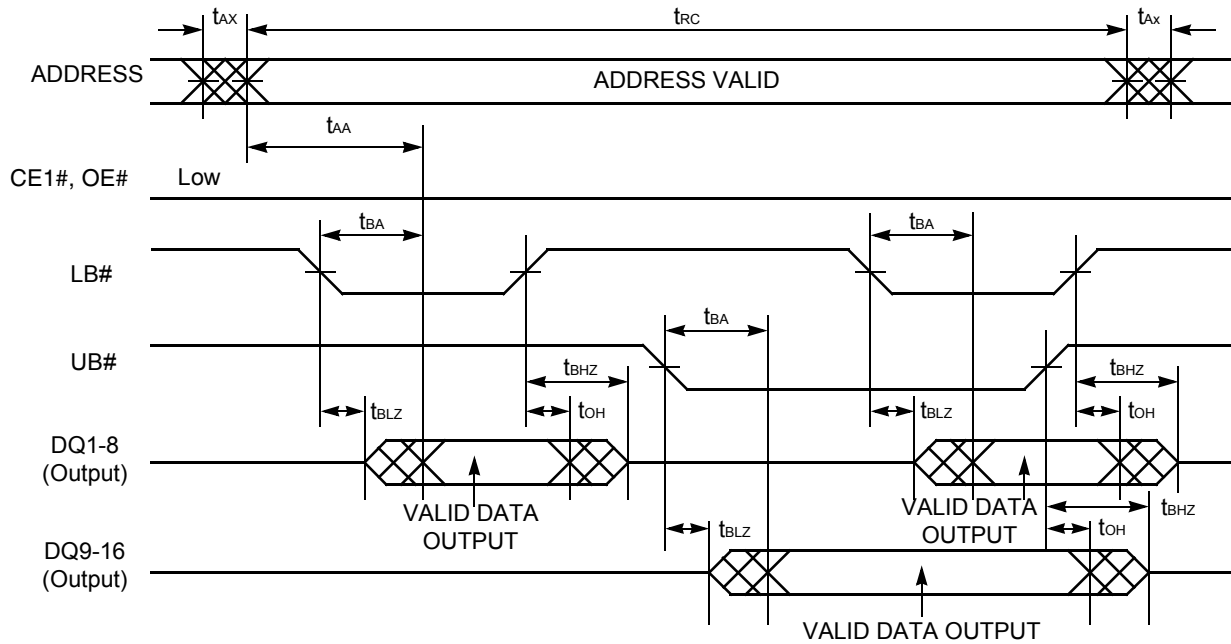 tAX
tRC
tAx
ADDRESS
ADDRESS VALID
tAA
CE1#, OE#
Low
tBA
tBA
LB#
tBA
UB#
tBHZ
tBHZ
tBLZ
tOH
tBLZ
tOH
DQ1-8
(Output)
VALID DATA
OUTPUT
VALID DATA
OUTPUT
tBHZ
tBLZ
tOH
DQ9-16
(Output)
VALID DATA OUTPUT